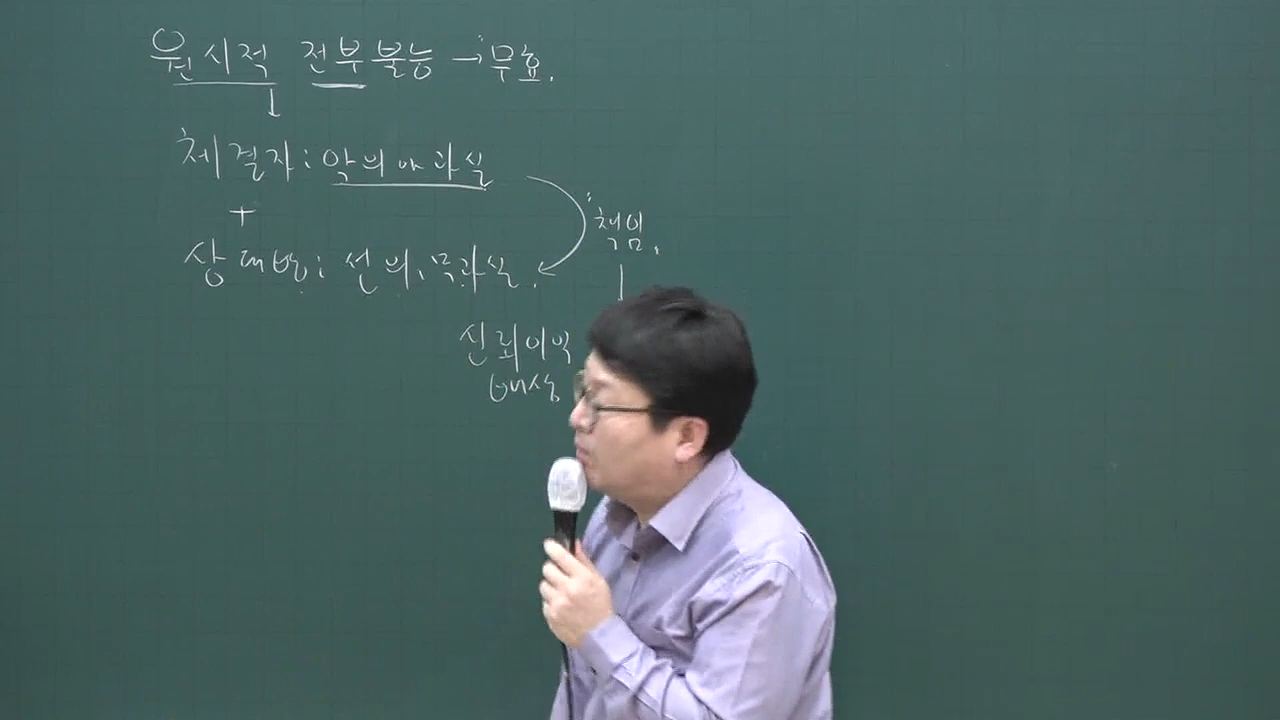 원시적 전부불능 → 무효.
↓
체결자 : 악의 or 과실
+
책임.
상대방 : 선의, 무과실.
신뢰이익
배상